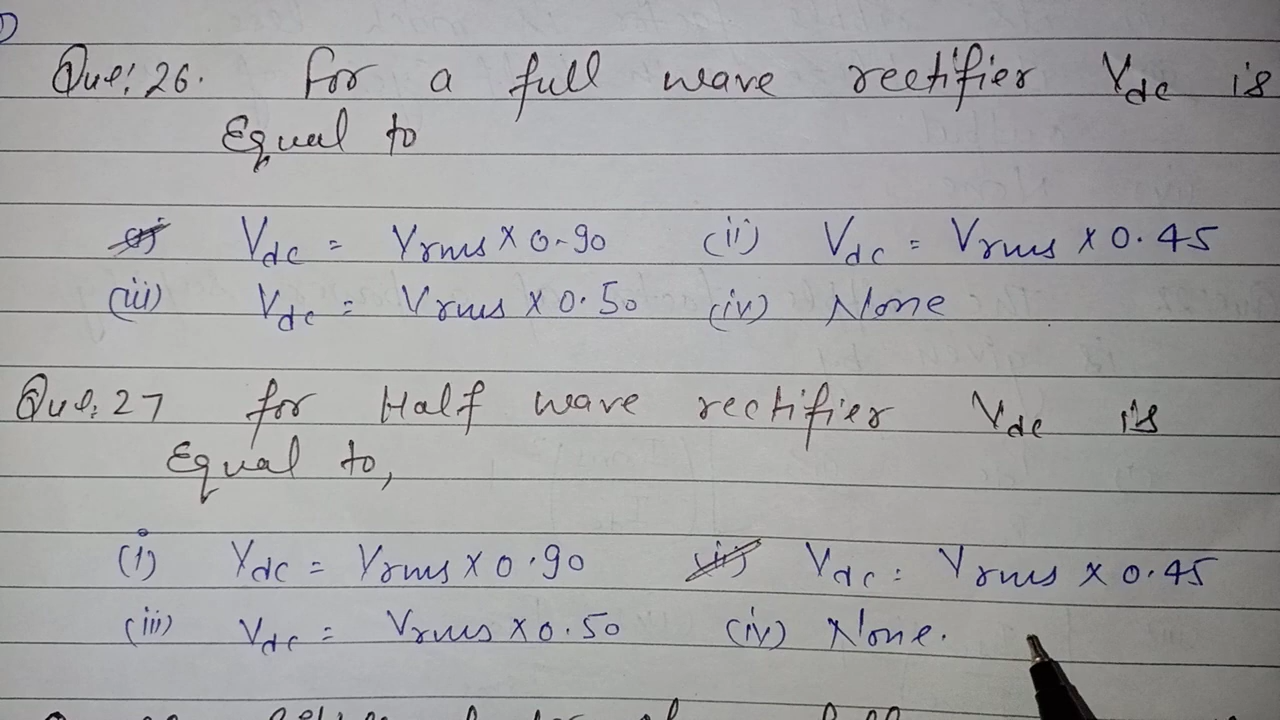 Que: 26. For a full wave rectifier Vdc is
Equal to
(i) Vdc = Vrms × 0.90 (ii) Vdc = Vrms × 0.45
(iii) Vdc = Vrms × 0.50 (iv) None
Que: 27 for Half wave rectifier Vdc is
Equal to,
(i) Vdc = Vrms × 0.90 (ii) Vdc = Vrms × 0.45
(iii) Vdc = Vrms × 0.50 (iv) None.